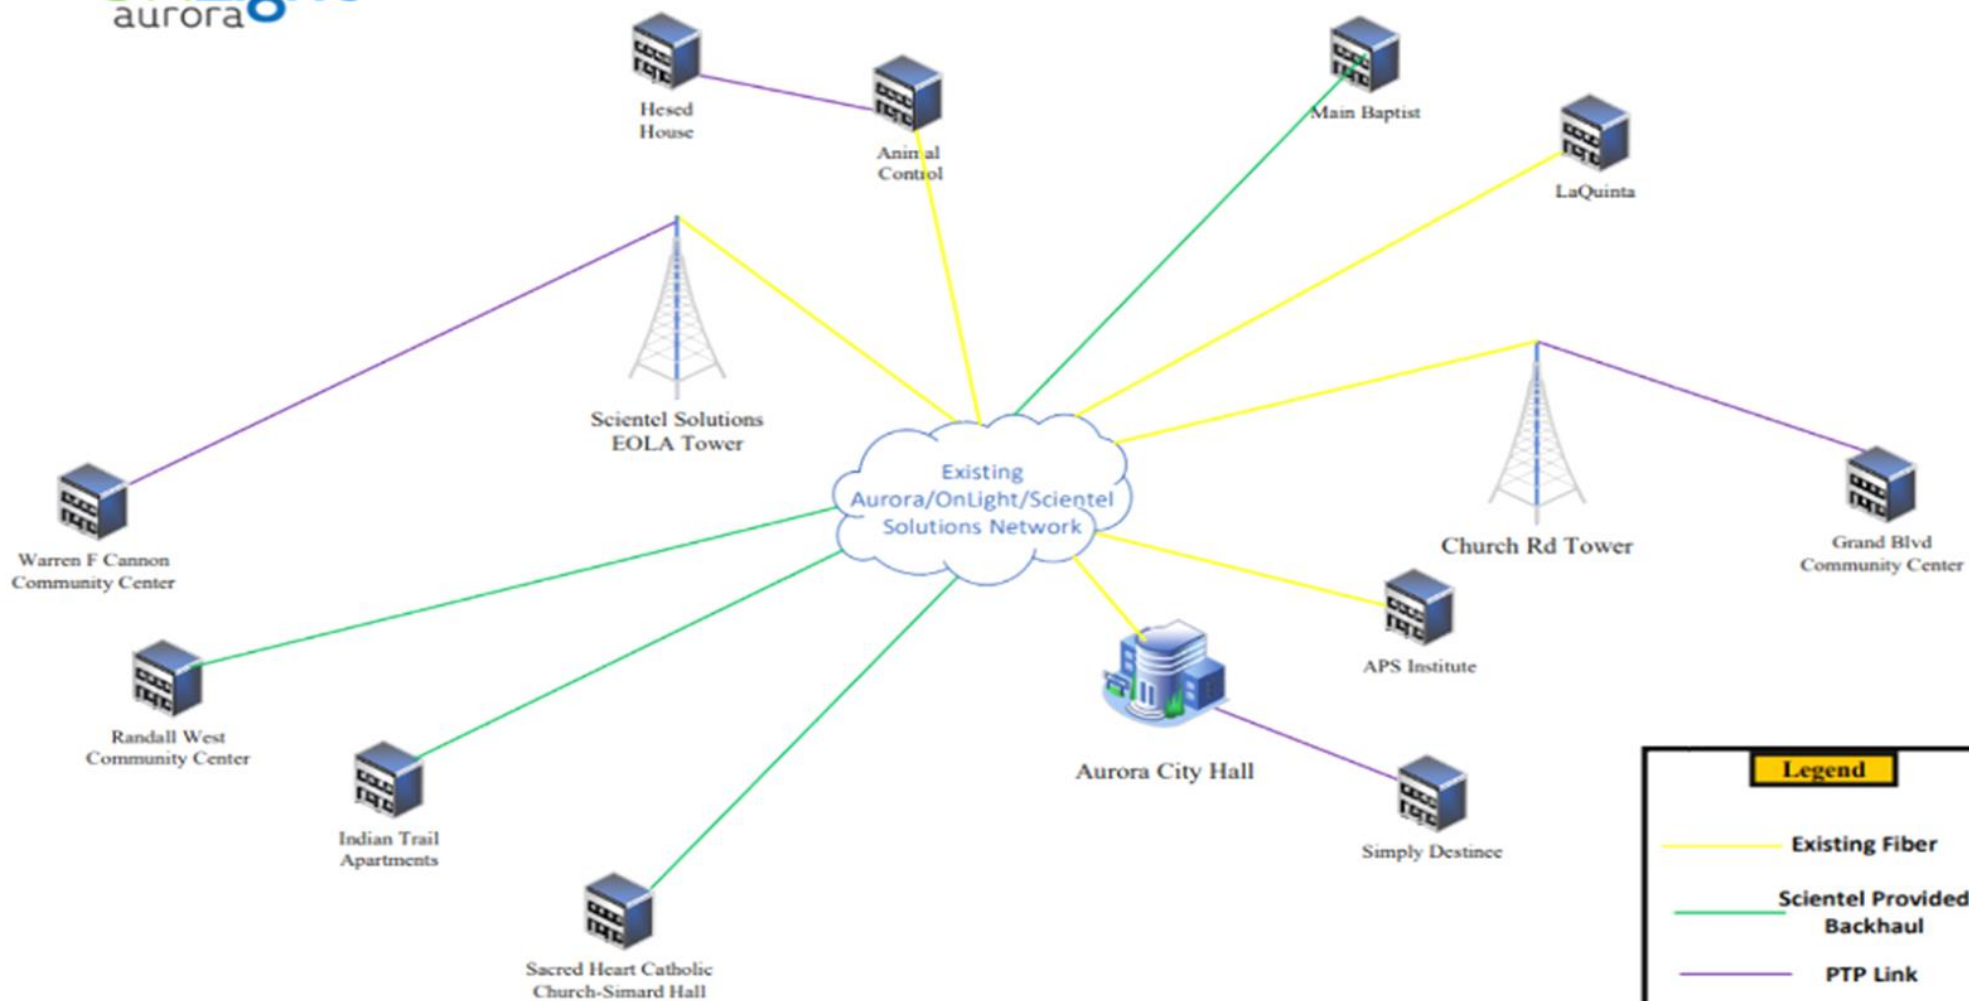 aurora
Hesed
House
Animal
Control
Main Baptist
LaQuinta
Scientel Solutions
EOLA Tower
Existing
Aurora/OnLight/Scientel
Solutions Network
Church Rd Tower
Grand Blvd
Community Center
Warren F Cannon
Community Center
APS Institute
Randall West
Community Center
Aurora City Hall
Indian Trail
Apartments
Simply Destinee
Sacred Heart Catholic
Church-Simard Hall
Legend
Existing Fiber
Scientel Provided
Backhaul
PTP Link